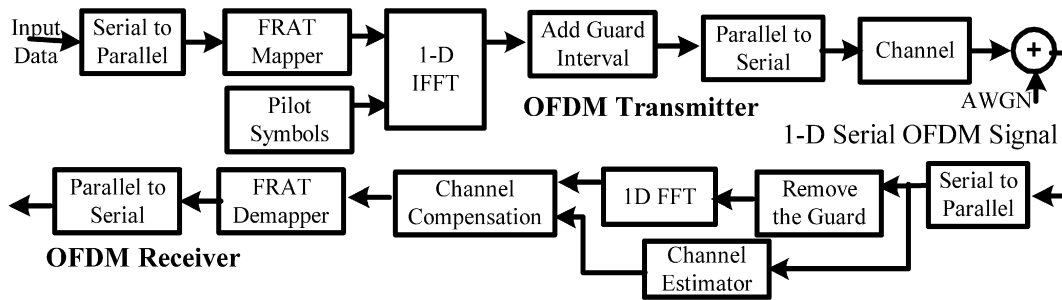 Input
Data
Serial to
Parallel
FRAT
Mapper
Pilot
Symbols
1-D
IFFT
Add Guard
Interval
Parallel to
Serial
Channel
+
AWGN
OFDM Transmitter
1-D Serial OFDM Signal
Parallel to
Serial
FRAT
Demapper
Channel
Compensation
1D FFT
Remove
the Guard
Serial to
Parallel
Channel
Estimator
OFDM Receiver